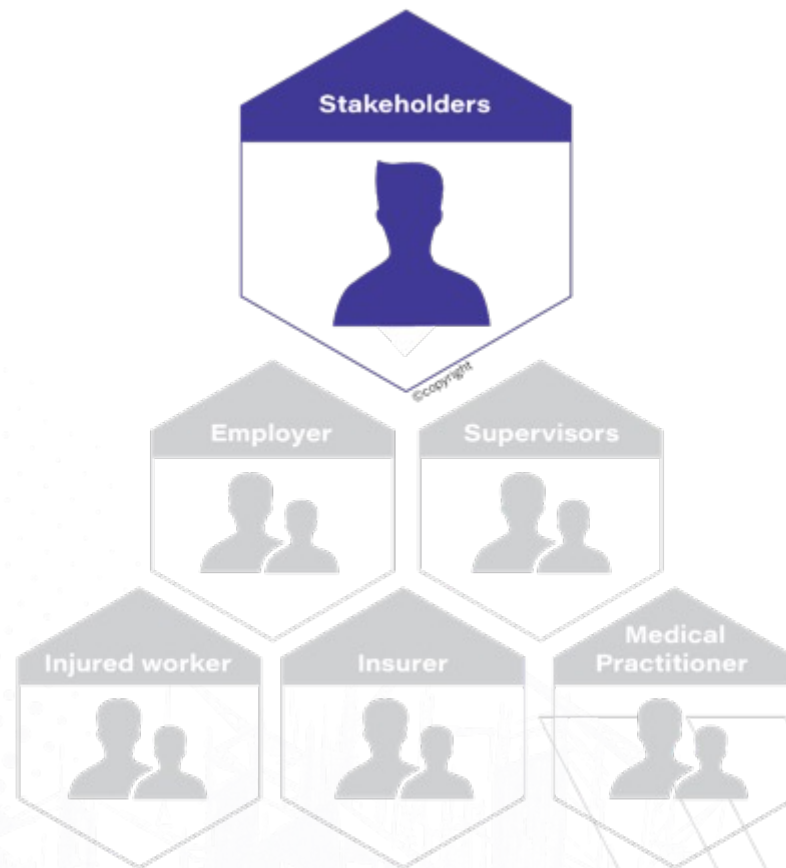 Stakeholders
©copyright
Employer
Supervisors
Injured worker
Insurer
Medical
Practitioner